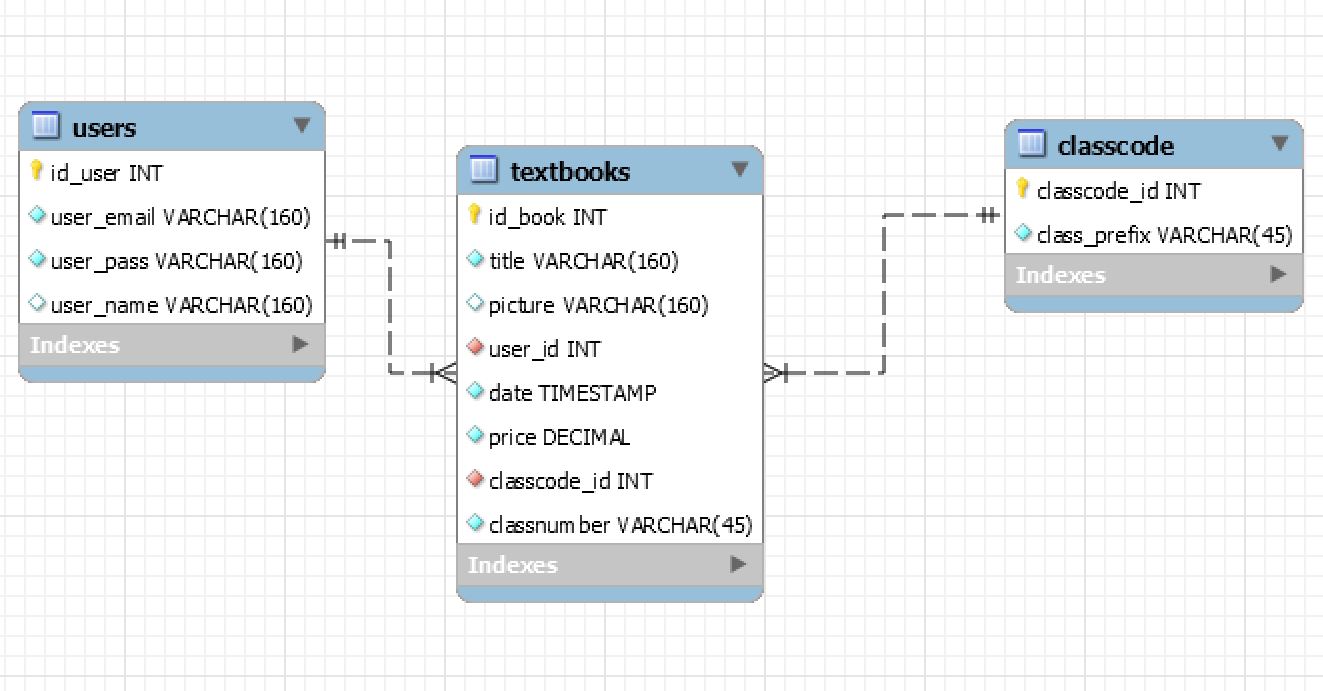 users
id_user INT
user_email VARCHAR(160)
user_pass VARCHAR(160)
user_name VARCHAR(160)
Indexes
textbooks
id_book INT
title VARCHAR(160)
picture VARCHAR(160)
user_id INT
date TIMESTAMP
price DECIMAL
classcode_id INT
classnumber VARCHAR(45)
Indexes
classcode
classcode_id INT
class_prefix VARCHAR(45)
Indexes